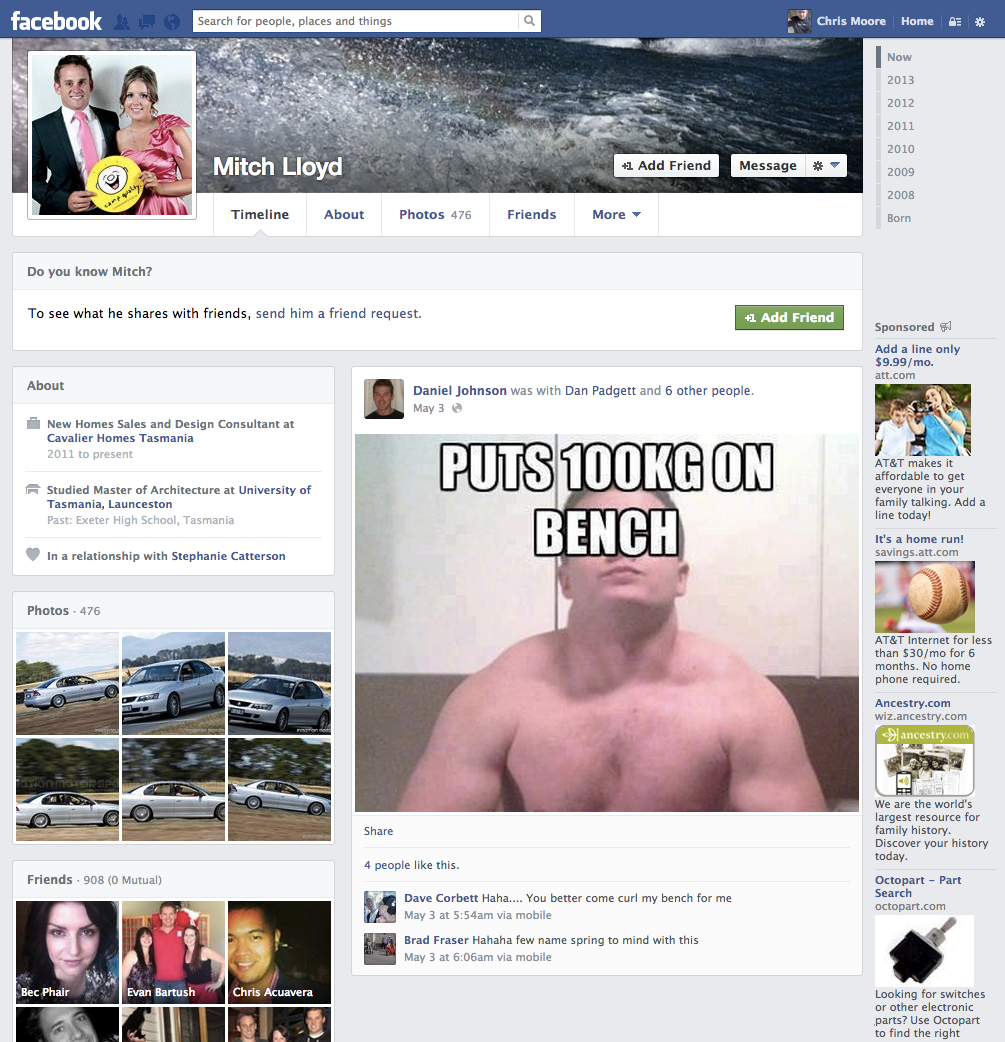 facebook
Search for people, places and things
Chris Moore
Home
Now
2013
2012
2011
2010
2009
2008
Born
camp quality
Mitch Lloyd
+1 Add Friend
Message
Timeline
About
Photos 476
Friends
More
Do you know Mitch?
To see what he shares with friends, send him a friend request.
+1 Add Friend
About
New Homes Sales and Design Consultant at
Cavalier Homes Tasmania
2011 to present
Studied Master of Architecture at University of
Tasmania, Launceston
Past: Exeter High School, Tasmania
In a relationship with Stephanie Catterson
Photos · 476
Friends · 908 (0 Mutual)
Bec Phair
Evan Bartush
Chris Acuavera
Daniel Johnson was with Dan Padgett and 6 other people.
May 3
PUTS 100KG ON
BENCH
Share
4 people like this.
Dave Corbett Haha.... You better come curl my bench for me
May 3 at 5:54am via mobile
Brad Fraser Hahaha few name spring to mind with this
May 3 at 6:06am via mobile
Sponsored
Add a line only
$9.99/mo.
att.com
AT&T makes it
affordable to get
everyone in your
family talking. Add a
line today!
It's a home run!
savings.att.com
AT&T Internet for less
than $30/mo for 6
months. No home
phone required.
Ancestry.com
wiz.ancestry.com
ancestry.com
We are the world's
largest resource for
family history.
Discover your history
today.
Octopart – Part
Search
octopart.com
Looking for switches
or other electronic
parts? Use Octopart
to find the right